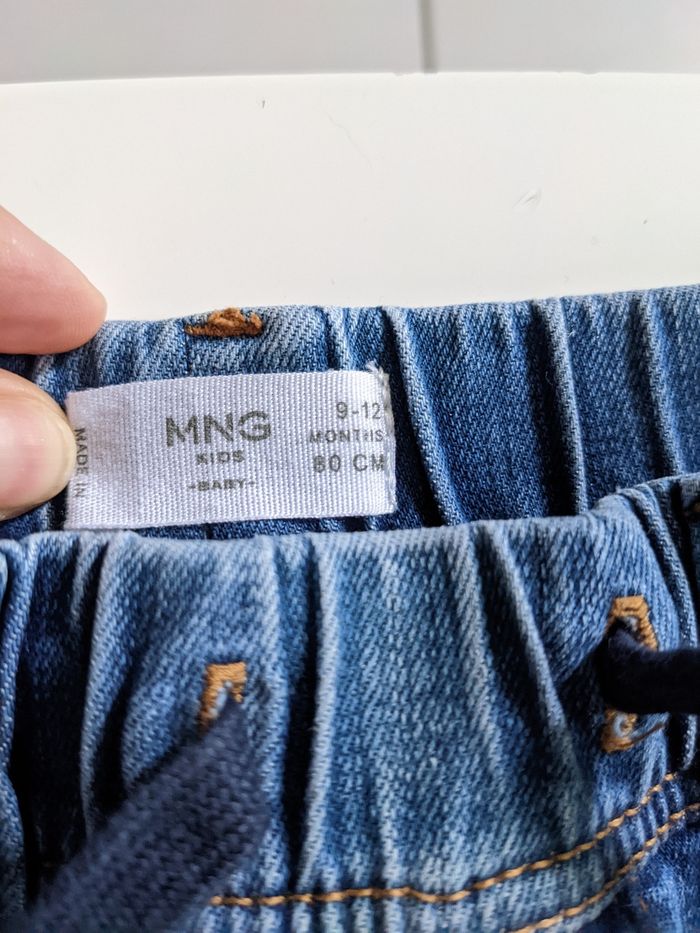 MADE IN
MNG
KIDS
-BABY-
9-12
MONTHS
80 CM